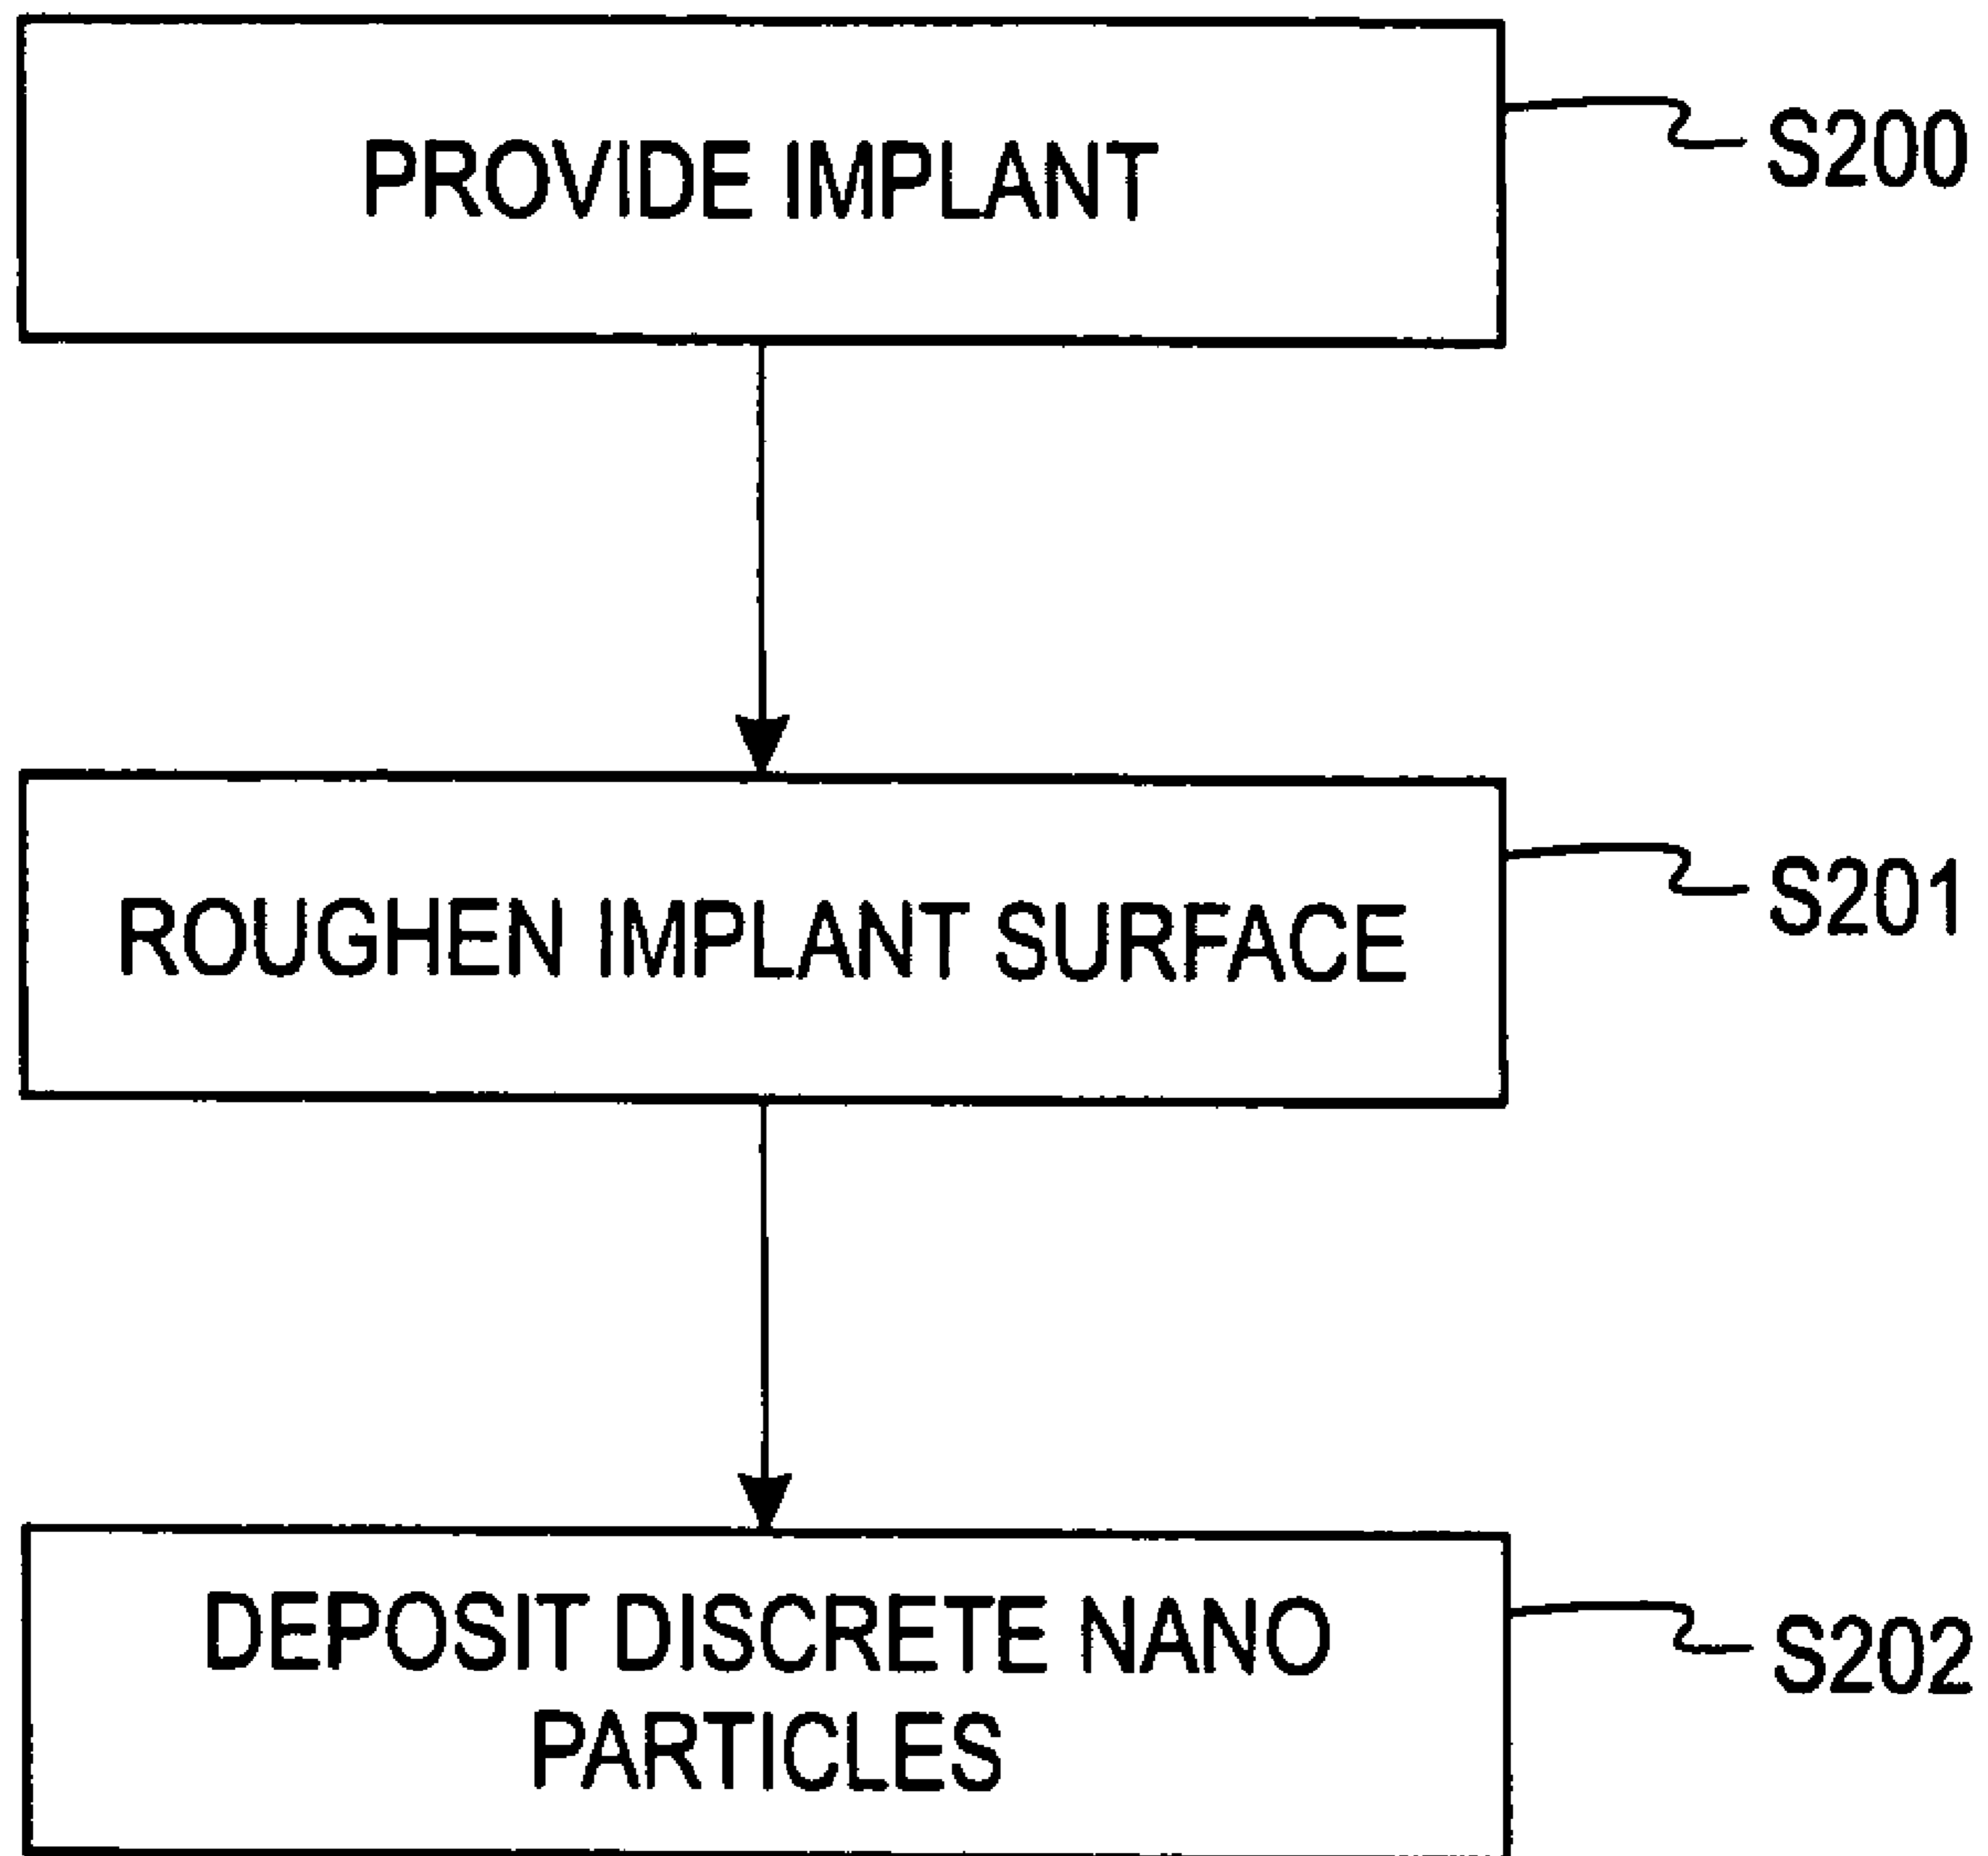 PROVIDE IMPLANT
S200
ROUGHEN IMPLANT SURFACE
S201
DEPOSIT DISCRETE NANO
PARTICLES
S202